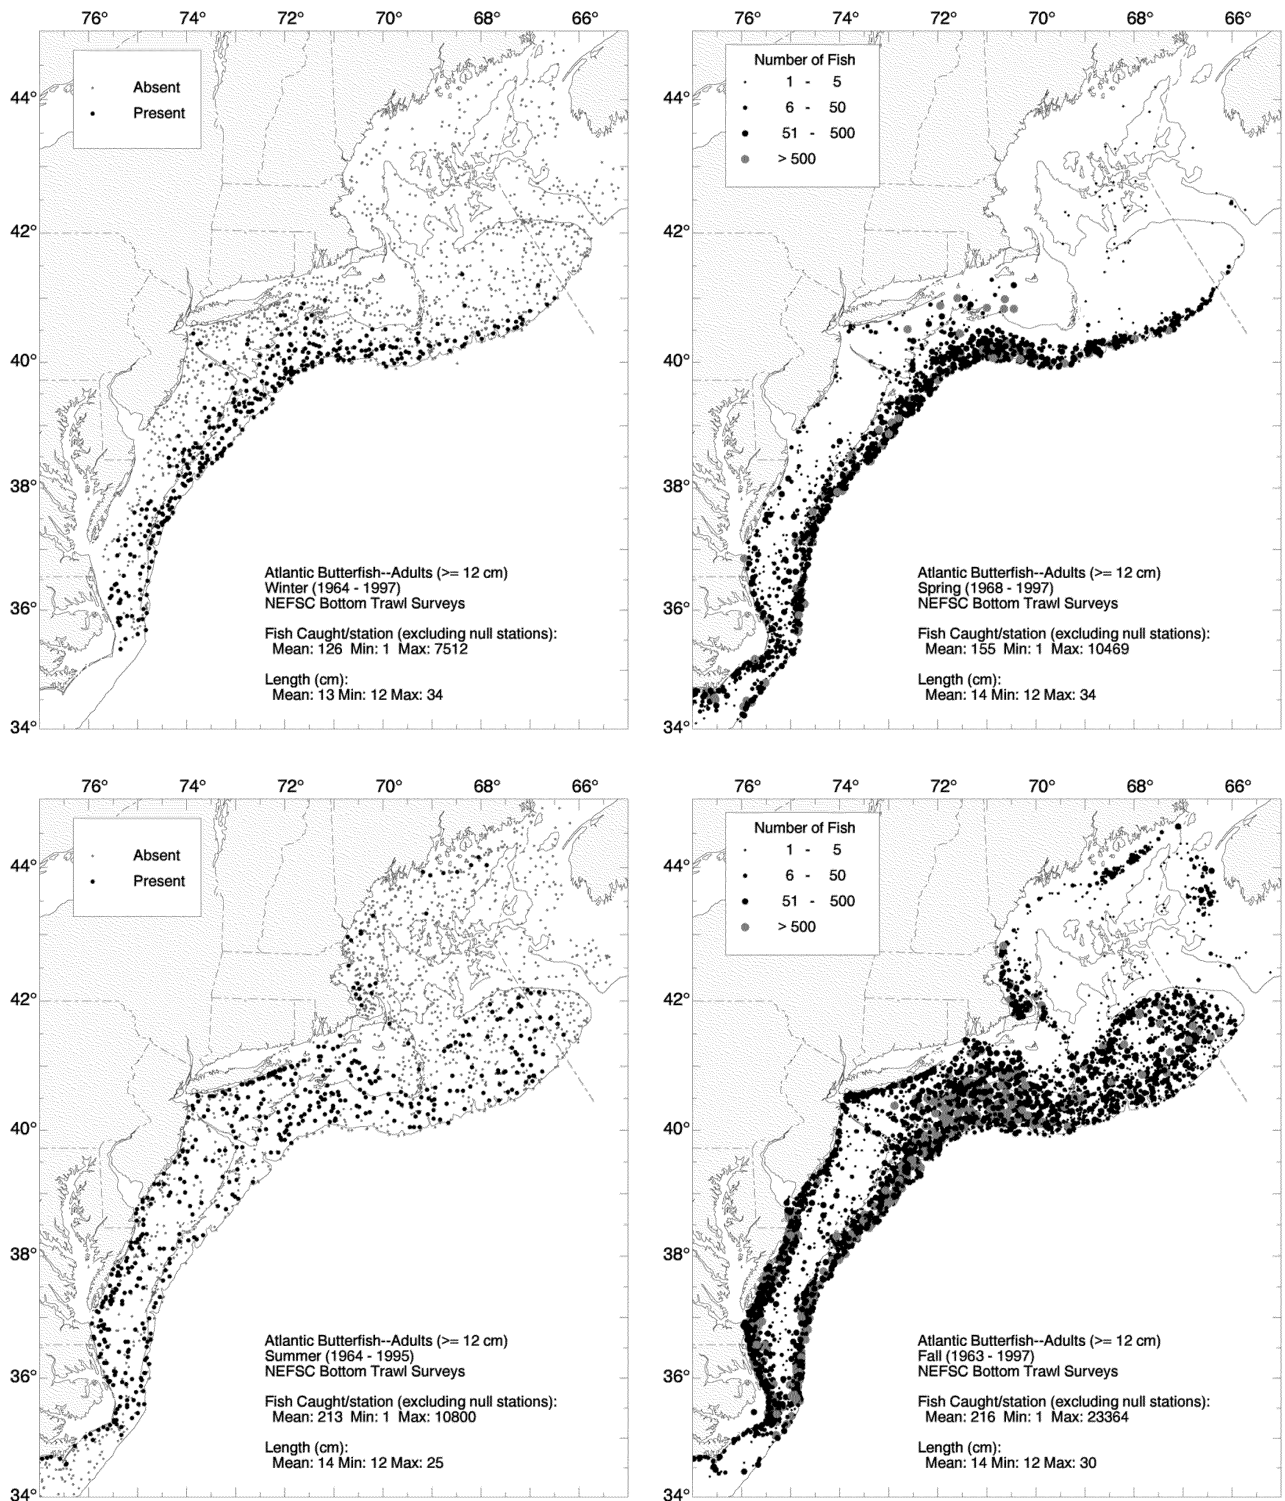 76° 74° 72° 70° 68° 66°
Absent
Present
44°
42°
40°
38°
36°
34°
Atlantic Butterfish--Adults (>= 12 cm)
Winter (1964 - 1997)
NEFSC Bottom Trawl Surveys
Fish Caught/station (excluding null stations):
Mean: 126 Min: 1 Max: 7512
Length (cm):
Mean: 13 Min: 12 Max: 34
76° 74° 72° 70° 68° 66°
Number of Fish
1 - 5
6 - 50
51 - 500
> 500
44°
42°
40°
38°
36°
34°
Atlantic Butterfish--Adults (>= 12 cm)
Spring (1968 - 1997)
NEFSC Bottom Trawl Surveys
Fish Caught/station (excluding null stations):
Mean: 155 Min: 1 Max: 10469
Length (cm):
Mean: 14 Min: 12 Max: 34
76° 74° 72° 70° 68° 66°
Absent
Present
44°
42°
40°
38°
36°
34°
Atlantic Butterfish--Adults (>= 12 cm)
Summer (1964 - 1995)
NEFSC Bottom Trawl Surveys
Fish Caught/station (excluding null stations):
Mean: 213 Min: 1 Max: 10800
Length (cm):
Mean: 14 Min: 12 Max: 25
76° 74° 72° 70° 68° 66°
Number of Fish
1 - 5
6 - 50
51 - 500
> 500
44°
42°
40°
38°
36°
34°
Atlantic Butterfish--Adults (>= 12 cm)
Fall (1963 - 1997)
NEFSC Bottom Trawl Surveys
Fish Caught/station (excluding null stations):
Mean: 216 Min: 1 Max: 23364
Length (cm):
Mean: 14 Min: 12 Max: 30